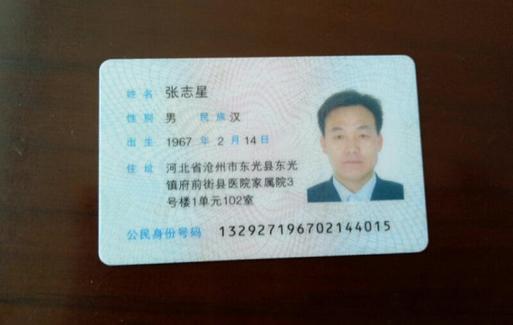 姓名 张志星
性别 男 民族 汉
出生 1967 年 2 月 14 日
住址 河北省沧州市东光县东光
镇府前街县医院家属院3
号楼1单元102室
公民身份号码 132927196702144015